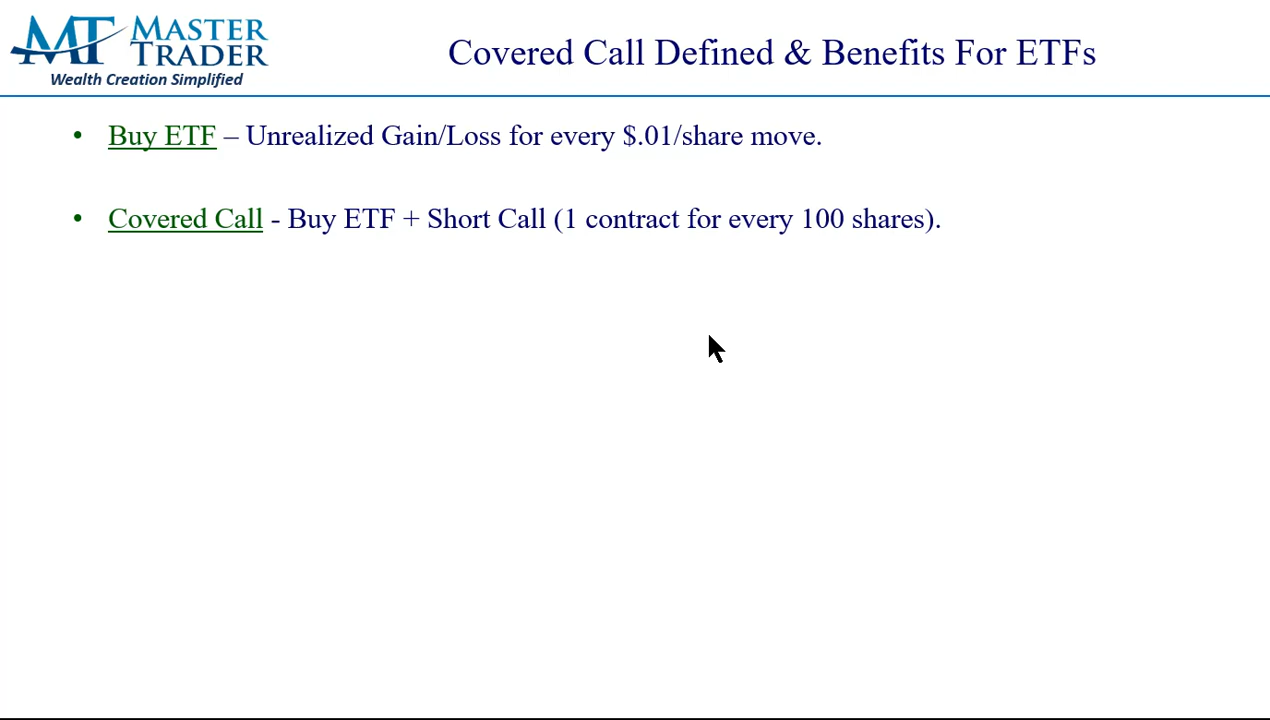 MT MASTER TRADER
Wealth Creation Simplified
Covered Call Defined & Benefits For ETFs
• Buy ETF – Unrealized Gain/Loss for every $.01/share move.
• Covered Call - Buy ETF + Short Call (1 contract for every 100 shares).